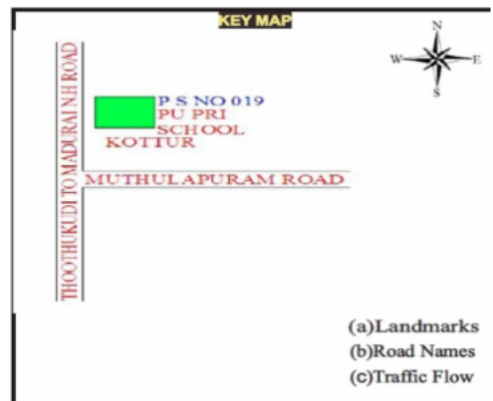 KEY MAP
N
W E
S
THOOTHUKUDI TO MADURAI N.H ROAD
P S NO 019
PU PRI
SCHOOL
KOTTUR
MUTHULAPURAM ROAD
(a)Landmarks
(b)Road Names
(c)Traffic Flow